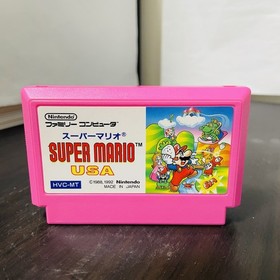 Nintendo
ファミリー コンピュータ
スーパーマリオ®
SUPER MARIO™
USA
©1988,1992 Nintendo
MADE IN JAPAN
HVC-MT